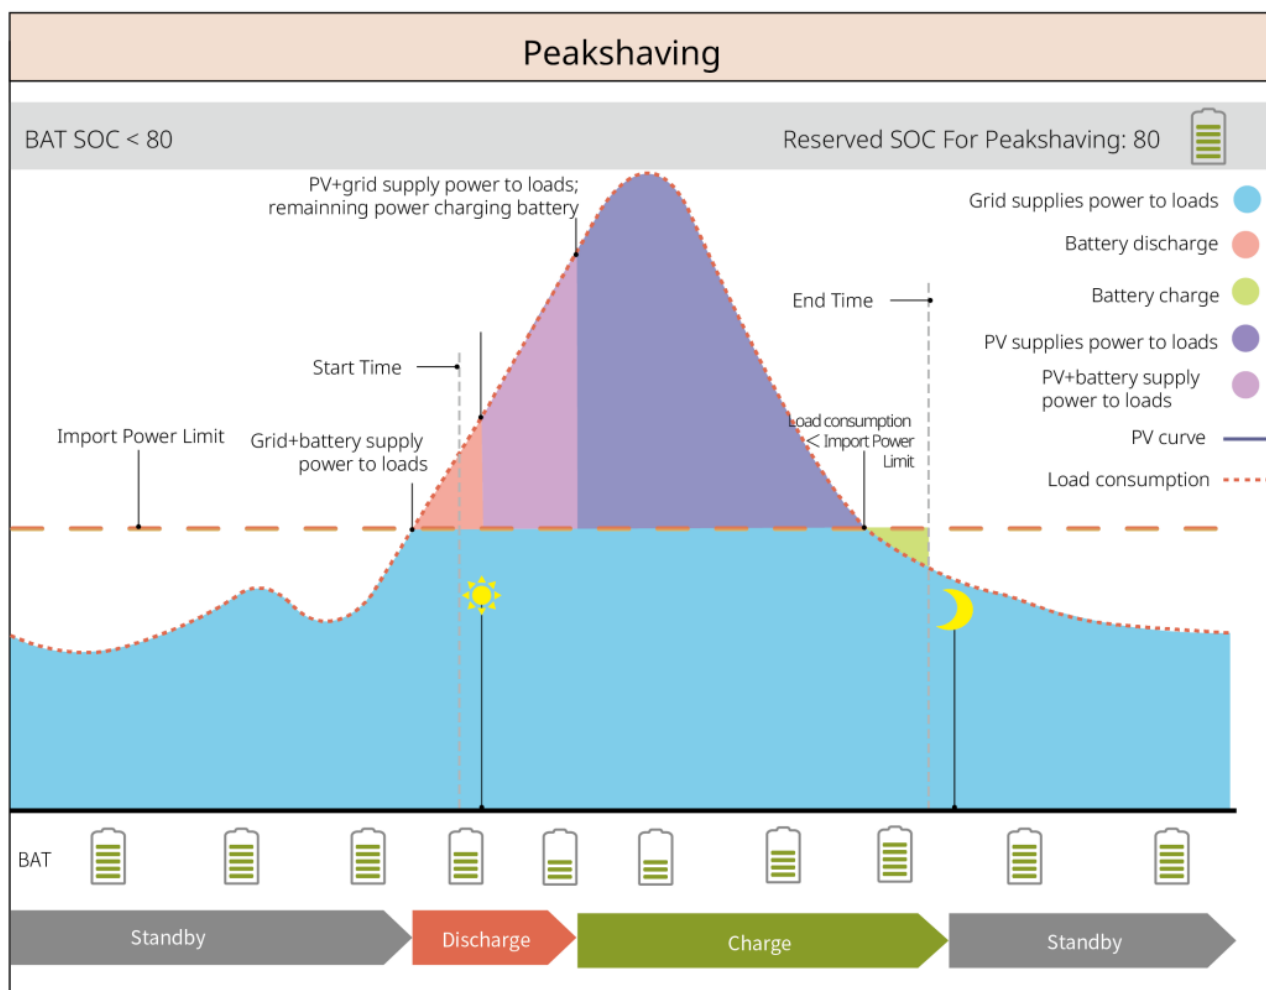 Peakshaving
BAT SOC < 80
Reserved SOC For Peakshaving: 80
PV+grid supply power to loads;
remainning power charging battery
Grid supplies power to loads
Battery discharge
Battery charge
PV supplies power to loads
PV+battery supply
power to loads
PV curve
Load consumption
End Time
Start Time
Import Power Limit
Grid+battery supply
power to loads
Load consumption
< Import Power
Limit
BAT
Standby
Discharge
Charge
Standby